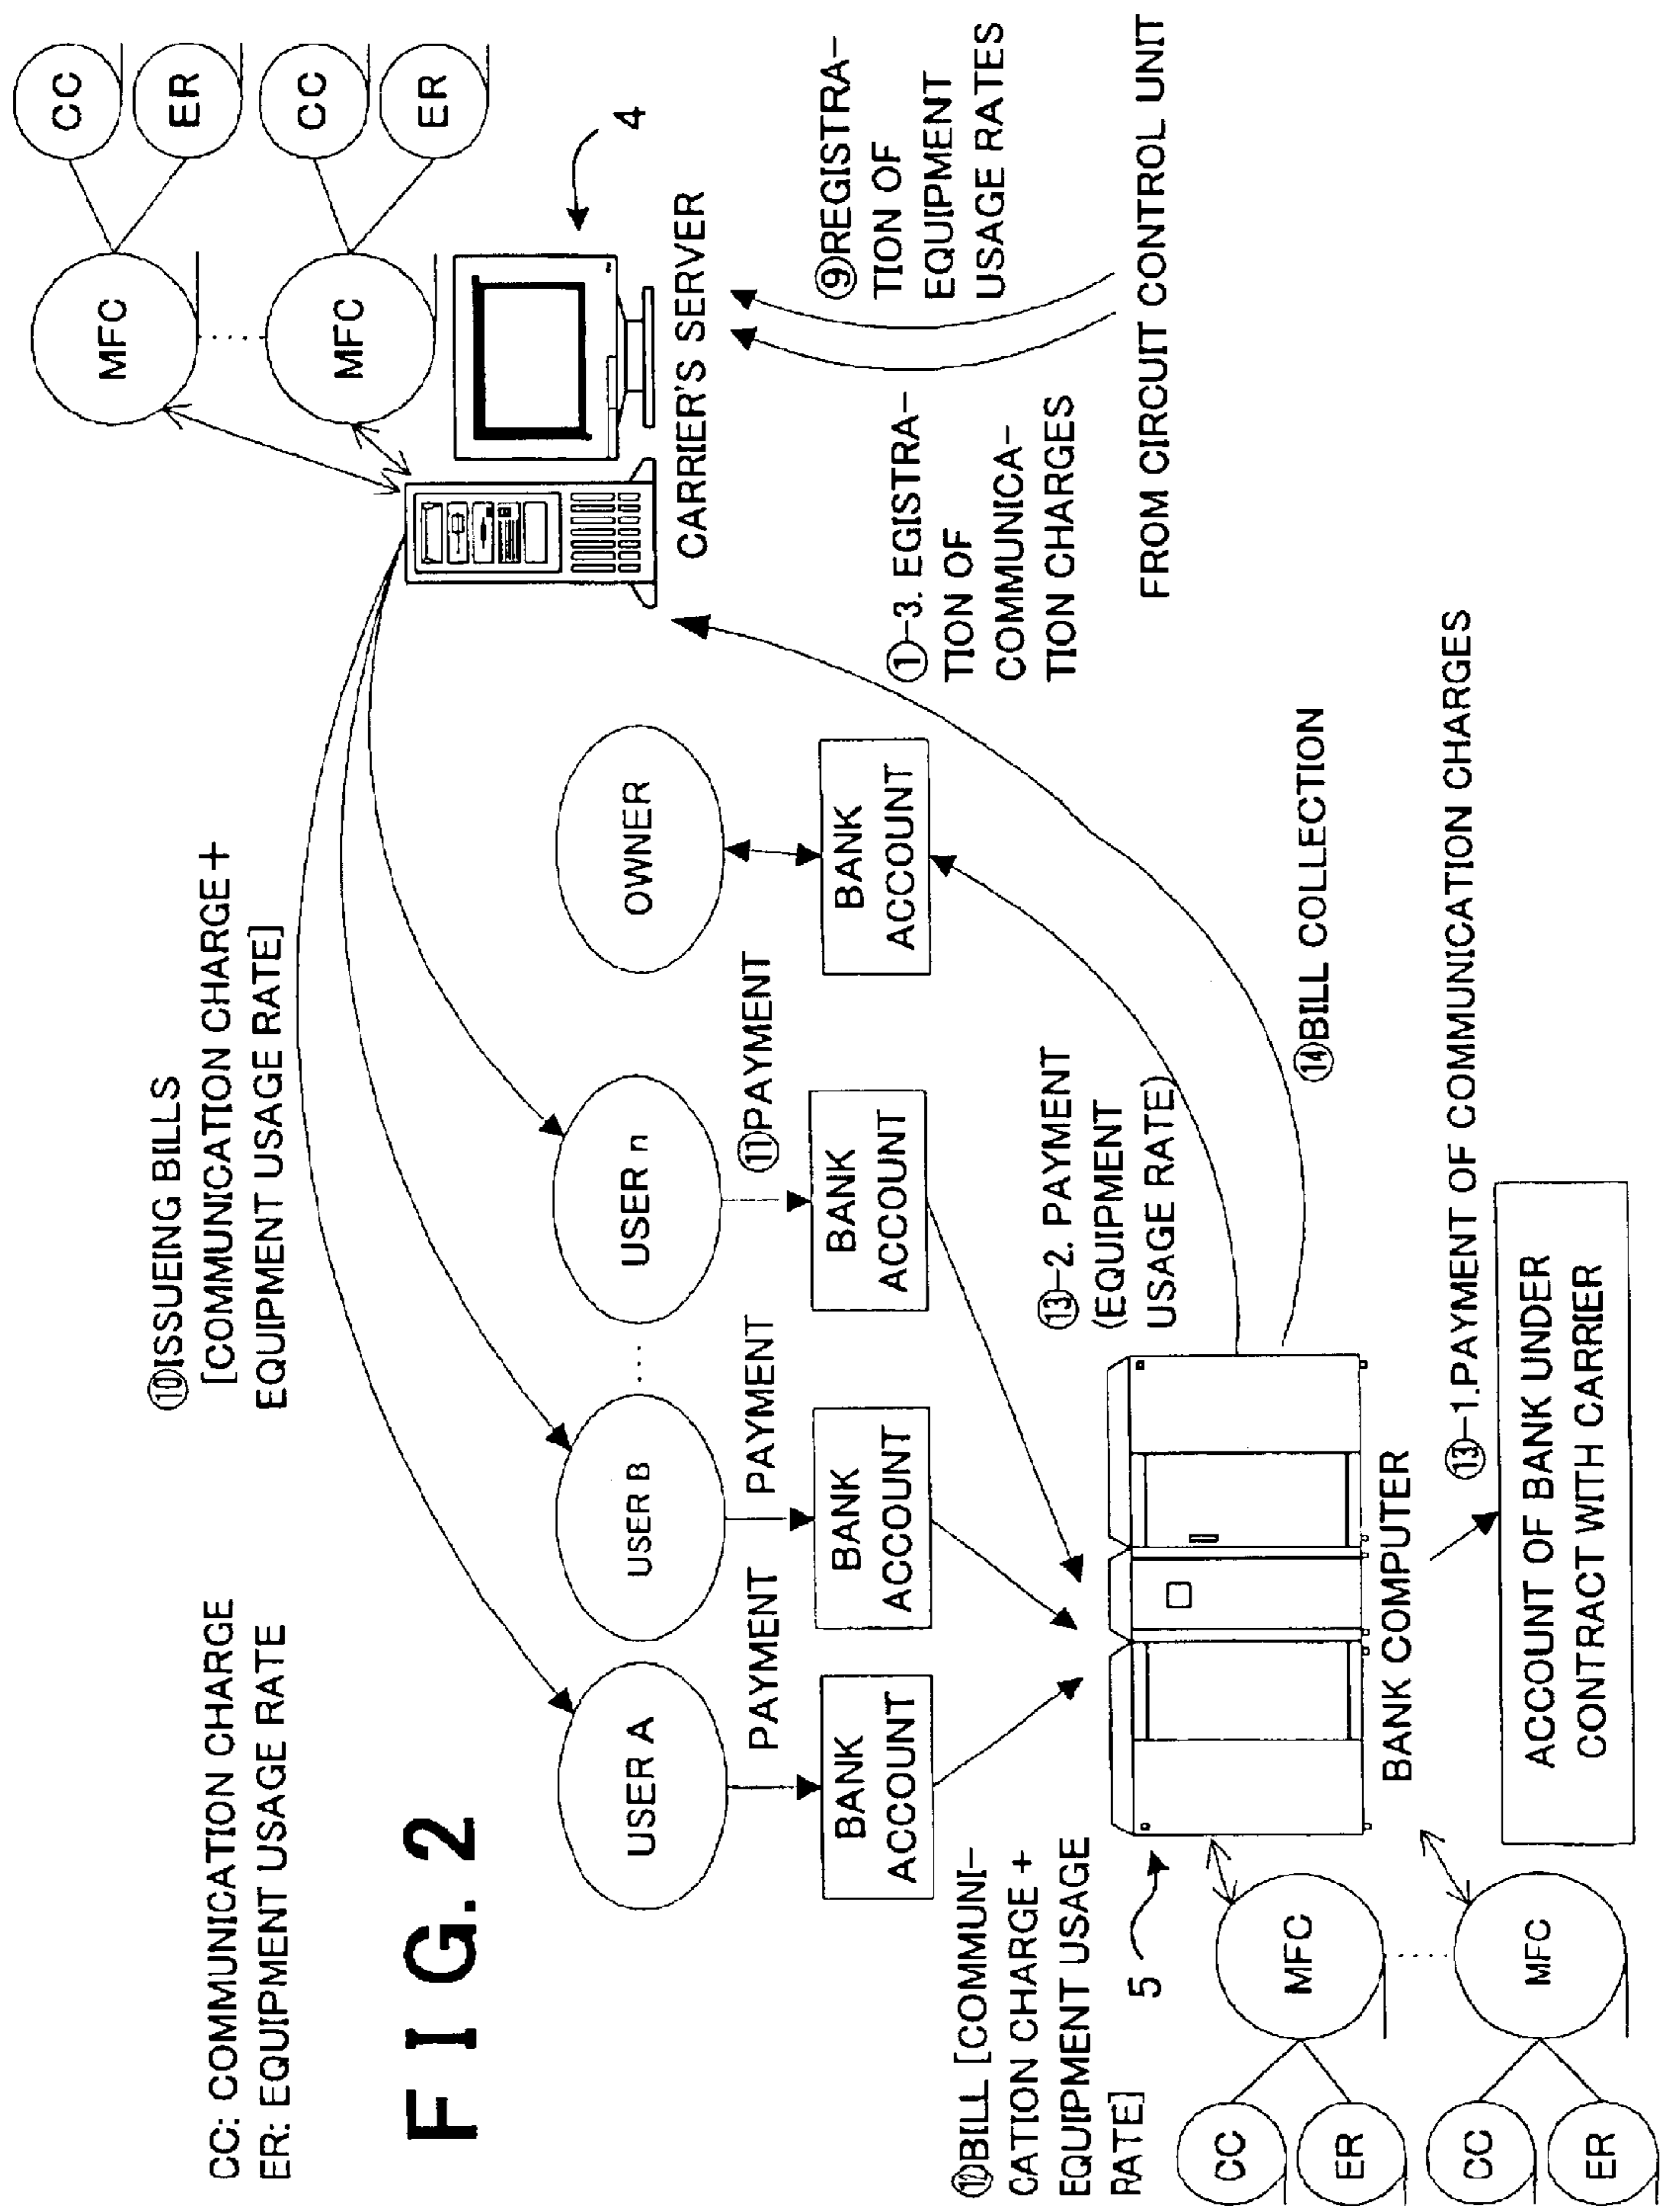 FIG.2
CC: COMMUNICATION CHARGE
ER: EQUIPMENT USAGE RATE
⑩ISSUEING BILLS
[COMMUNICATION CHARGE+
EQUIPMENT USAGE RATE]
MFC
CC
ER
MFC
CC
ER
4
CARRIER'S SERVER
⑨REGISTRA-
TION OF
EQUIPMENT
USAGE RATES
①-3. EGISTRA-
TION OF
COMMUNICA-
TION CHARGES
FROM CIRCUIT CONTROL UNIT
USER A
USER B
USER n
OWNER
PAYMENT
PAYMENT
⑪PAYMENT
BANK
ACCOUNT
BANK
ACCOUNT
BANK
ACCOUNT
BANK
ACCOUNT
⑫BILL [COMMUNI-
CATION CHARGE +
EQUIPMENT USAGE
RATE]
5
⑬-2. PAYMENT
(EQUIPMENT
USAGE RATE)
⑭BILL COLLECTION
BANK COMPUTER
⑬-1.PAYMENT OF COMMUNICATION CHARGES
ACCOUNT OF BANK UNDER
CONTRACT WITH CARRIER
CC
ER
MFC
CC
ER
MFC